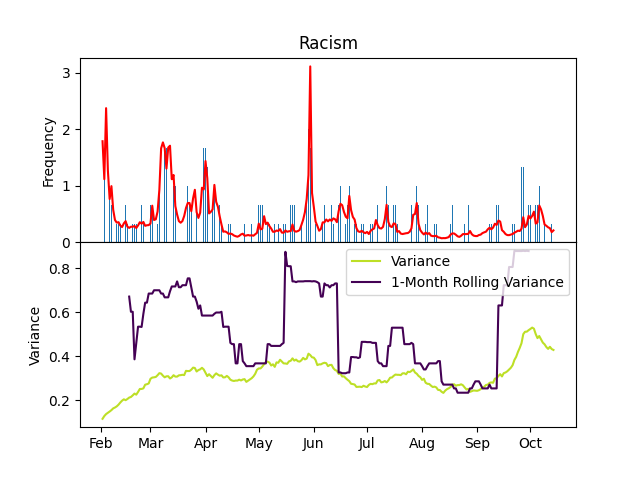 Racism
3
2
1
0
Frequency
0.8
0.6
0.4
0.2
Variance
Variance
1-Month Rolling Variance
Feb Mar Apr May Jun Jul Aug Sep Oct